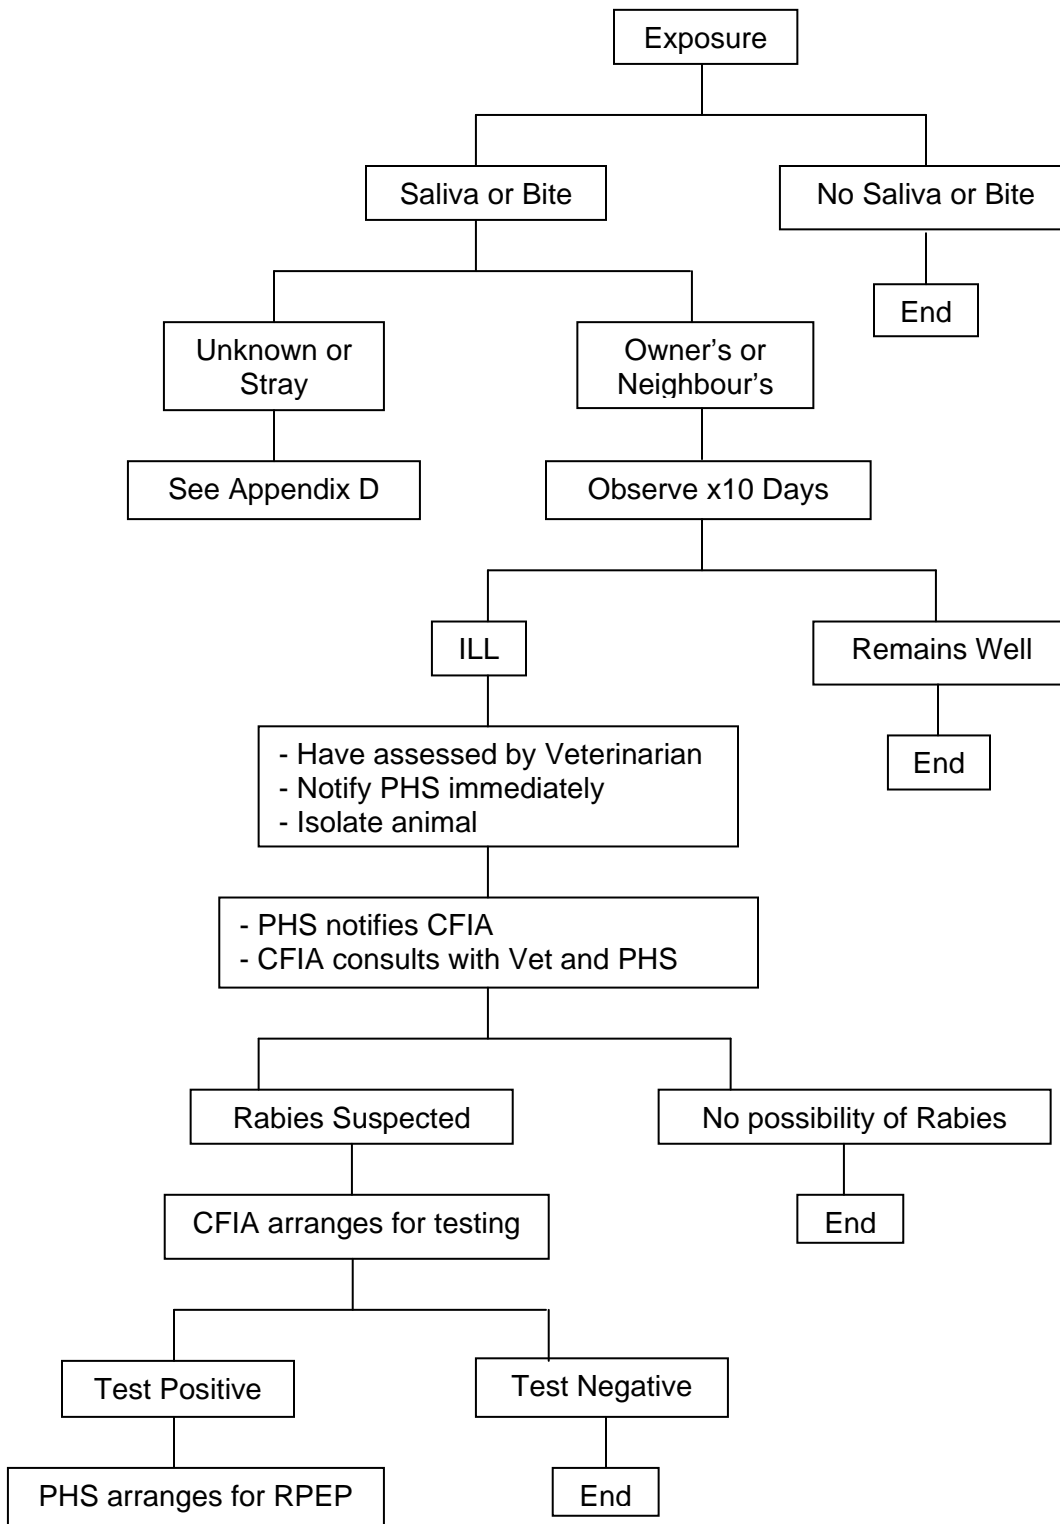 Exposure
Saliva or Bite
No Saliva or Bite
End
Unknown or
Stray
Owner's or
Neighbour's
See Appendix D
Observe x10 Days
ILL
Remains Well
End
- Have assessed by Veterinarian
- Notify PHS immediately
- Isolate animal
- PHS notifies CFIA
- CFIA consults with Vet and PHS
Rabies Suspected
No possibility of Rabies
CFIA arranges for testing
End
Test Positive
Test Negative
PHS arranges for RPEP
End